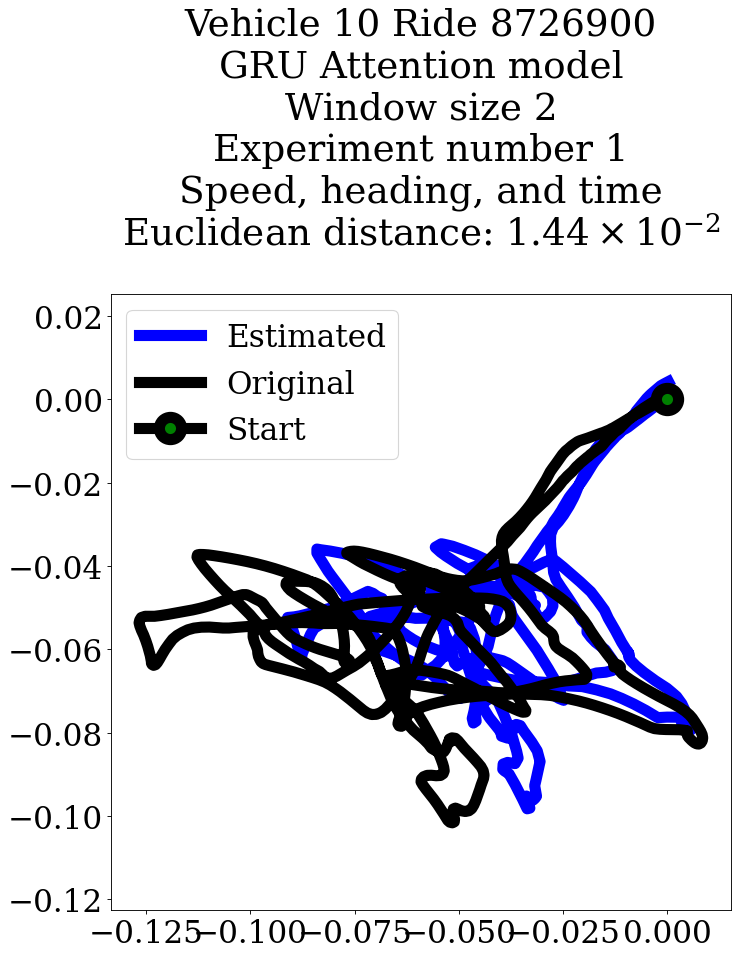 Vehicle 10 Ride 8726900
GRU Attention model
Window size 2
Experiment number 1
Speed, heading, and time
Euclidean distance: 1.44 × 10⁻²
Estimated
Original
Start
0.02
0.00
−0.02
−0.04
−0.06
−0.08
−0.10
−0.12
−0.125 −0.100 −0.075 −0.050 −0.025 0.000